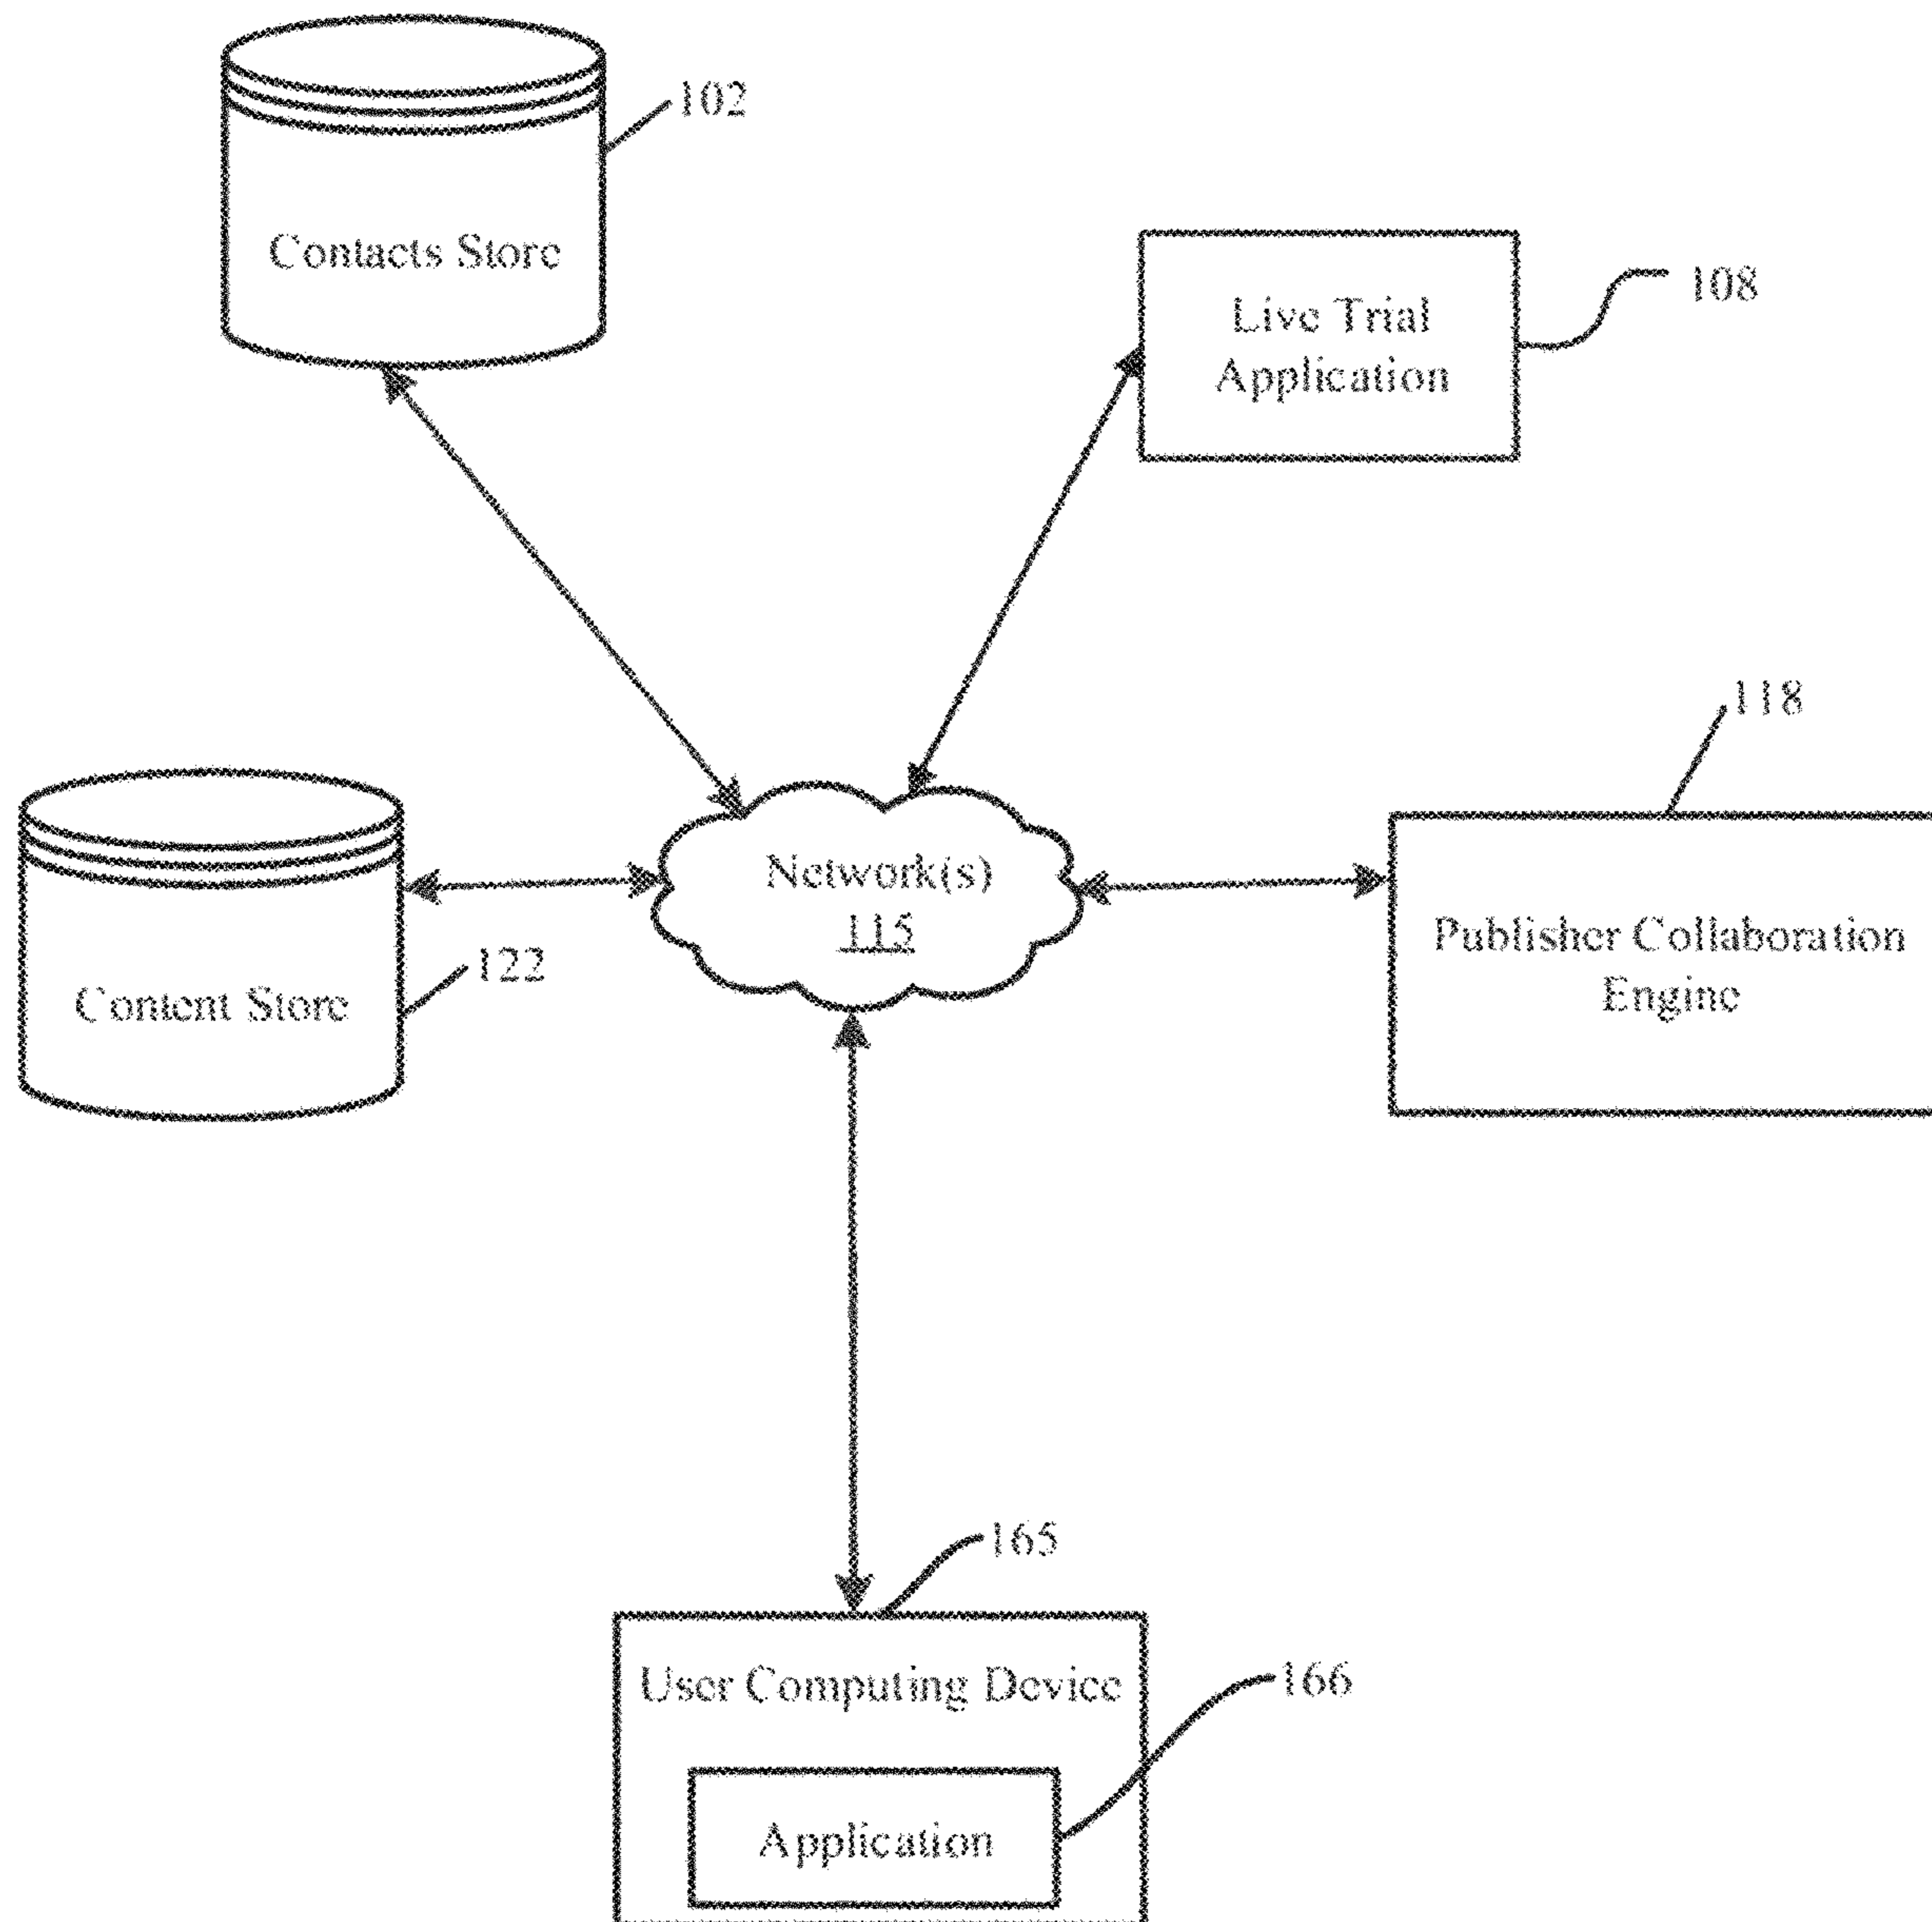 102
Contacts Store
Live Trial
Application
108
118
Network(s)
115
Publisher Collaboration
Engine
122
Content Store
165
User Computing Device
166
Application